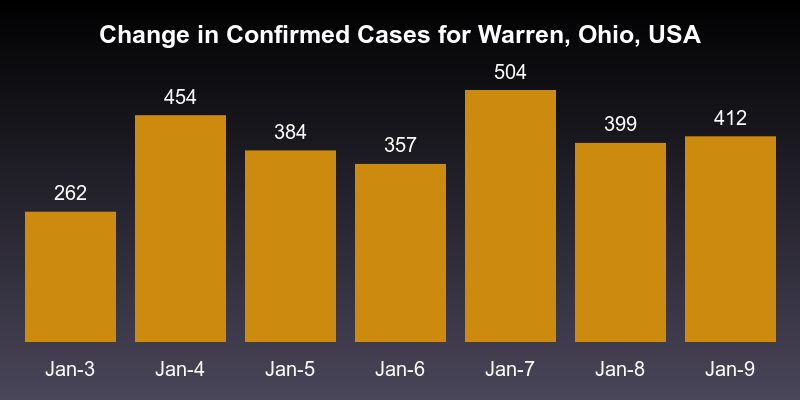 Change in Confirmed Cases for Warren, Ohio, USA
262
454
384
357
504
399
412
Jan-3
Jan-4
Jan-5
Jan-6
Jan-7
Jan-8
Jan-9